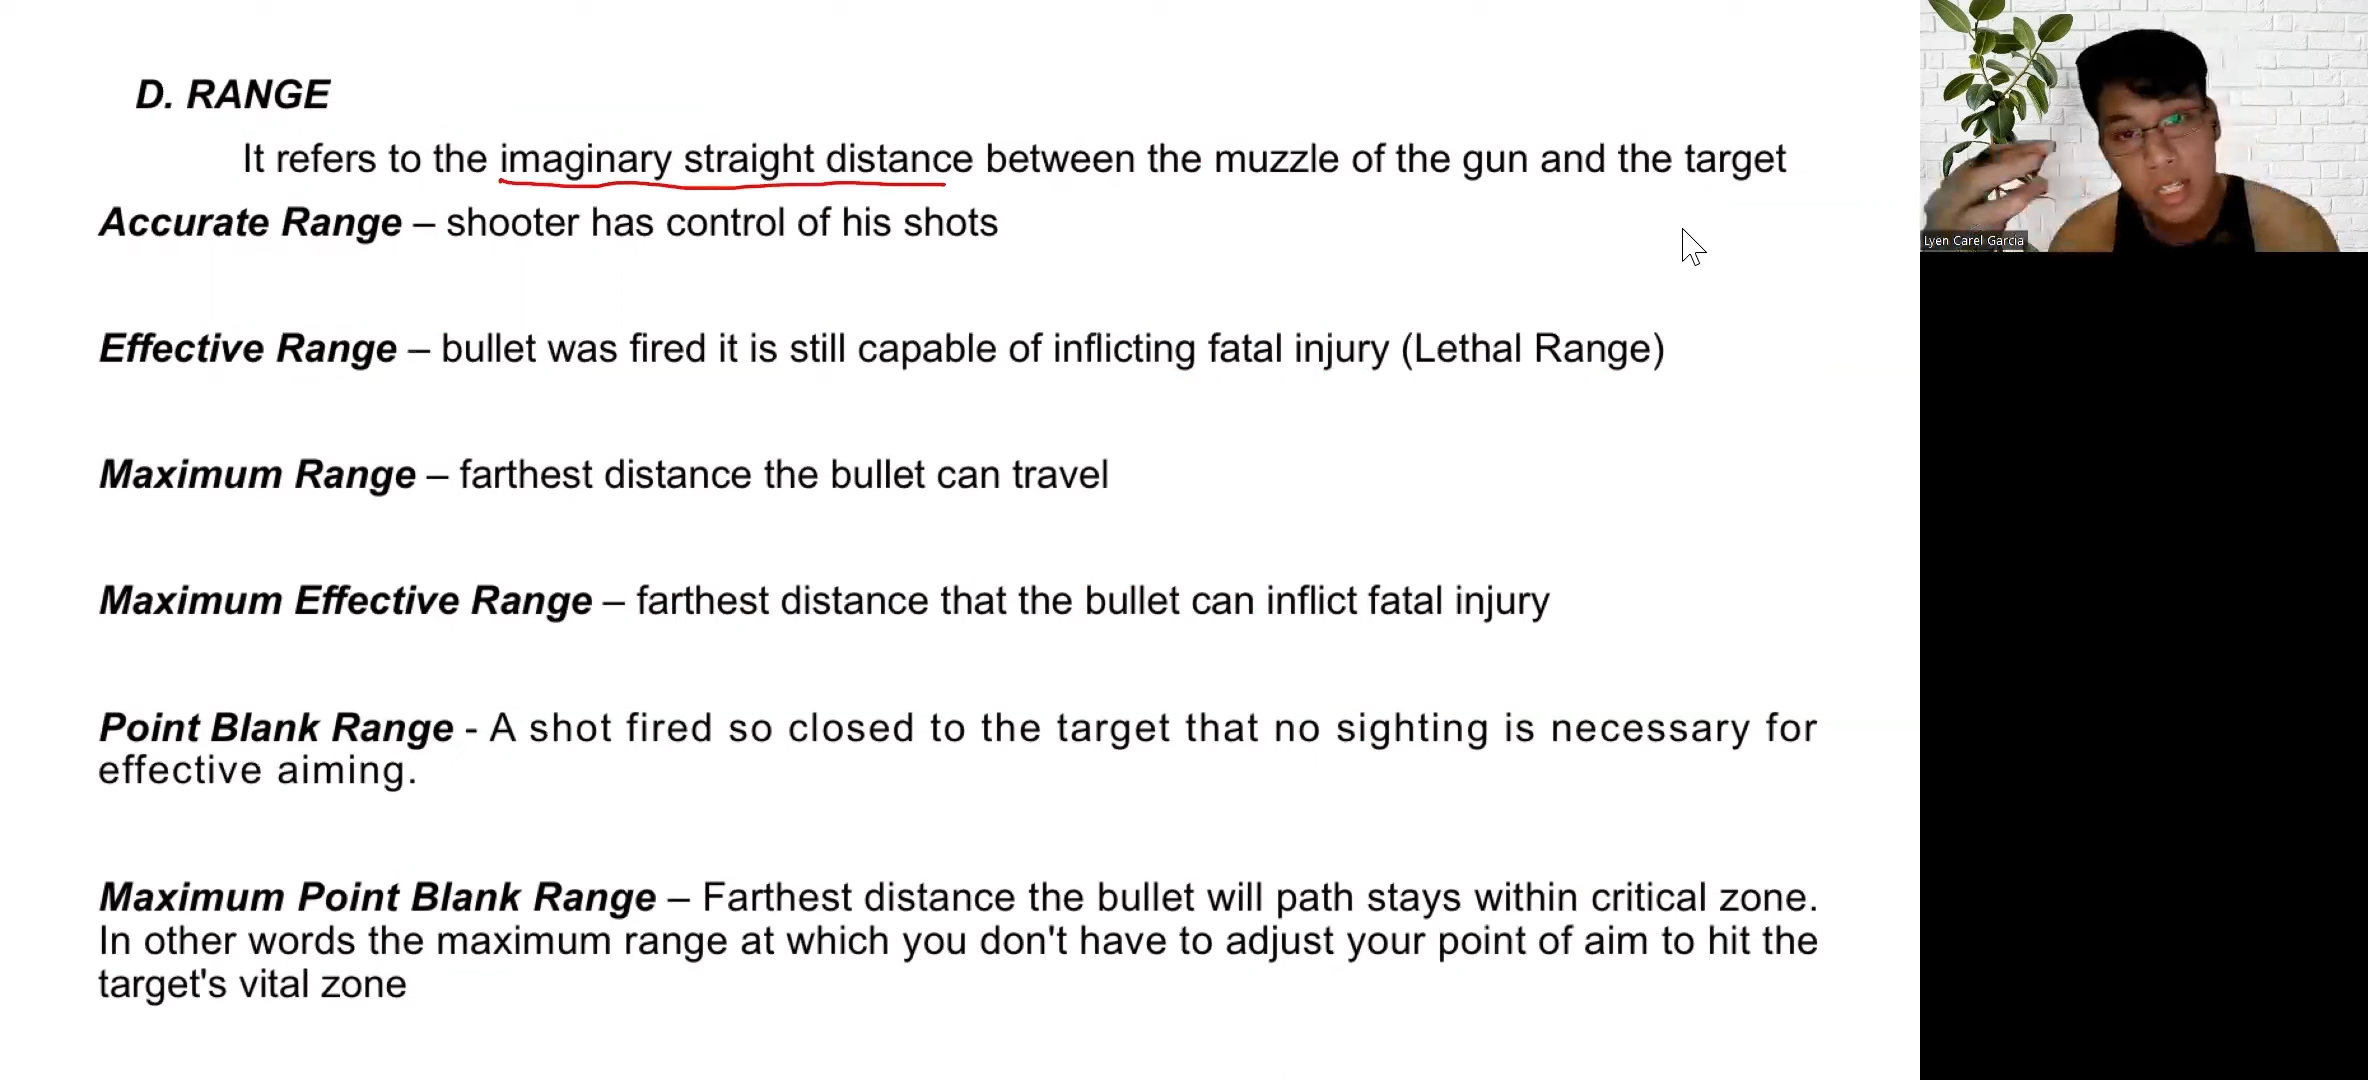 D. RANGE
It refers to the imaginary straight distance between the muzzle of the gun and the target
Accurate Range – shooter has control of his shots
Effective Range – bullet was fired it is still capable of inflicting fatal injury (Lethal Range)
Maximum Range – farthest distance the bullet can travel
Maximum Effective Range – farthest distance that the bullet can inflict fatal injury
Point Blank Range - A shot fired so closed to the target that no sighting is necessary for
effective aiming.
Maximum Point Blank Range – Farthest distance the bullet will path stays within critical zone.
In other words the maximum range at which you don't have to adjust your point of aim to hit the
target's vital zone
Lyen Carel Garcia